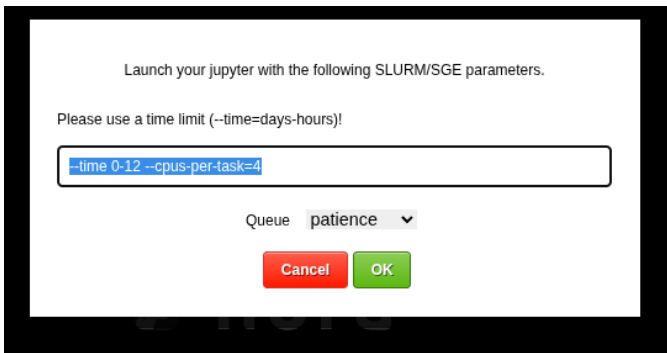 Launch your jupyter with the following SLURM/SGE parameters.
Please use a time limit (--time=days-hours)!
--time 0-12 --cpus-per-task=4
Queue patience
Cancel OK